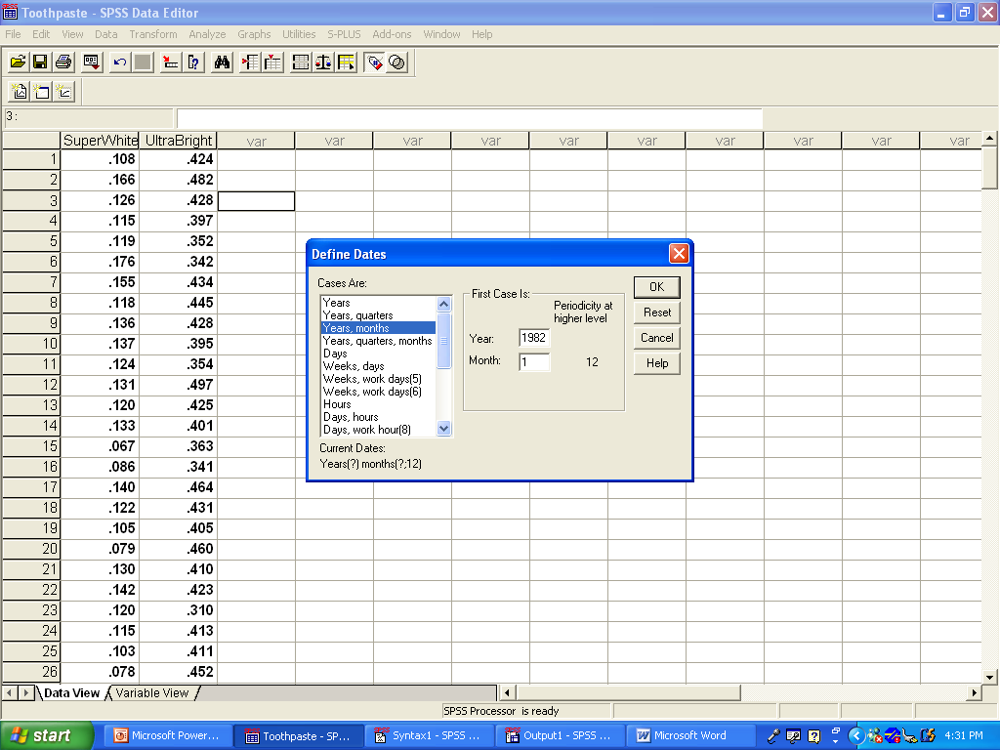 Toothpaste - SPSS Data Editor
File Edit View Data Transform Analyze Graphs Utilities S-PLUS Add-ons Window Help
3 :
SuperWhite UltraBright var var var var var var var var var var
1 .108 .424
2 .166 .482
3 .126 .428
4 .115 .397
5 .119 .352
6 .176 .342
7 .155 .434
8 .118 .445
9 .136 .428
10 .137 .395
11 .124 .354
12 .131 .497
13 .120 .425
14 .133 .401
15 .067 .363
16 .086 .341
17 .140 .464
18 .122 .431
19 .105 .405
20 .079 .460
21 .130 .410
22 .142 .423
23 .120 .310
24 .115 .413
25 .103 .411
26 .078 .452
Define Dates
Cases Are:
Years
Years, quarters
Years, months
Years, quarters, months
Days
Weeks, days
Weeks, work days(5)
Weeks, work days(6)
Hours
Days, hours
Days, work hour(8)
Current Dates:
Years(?) months(?;12)
First Case Is:
Periodicity at
higher level
Year: 1982
Month: 1 12
OK
Reset
Cancel
Help
Data View Variable View
SPSS Processor is ready
start Microsoft Power... Toothpaste - SP... Syntax1 - SPSS ... Output1 - SPSS ... Microsoft Word 4:31 PM